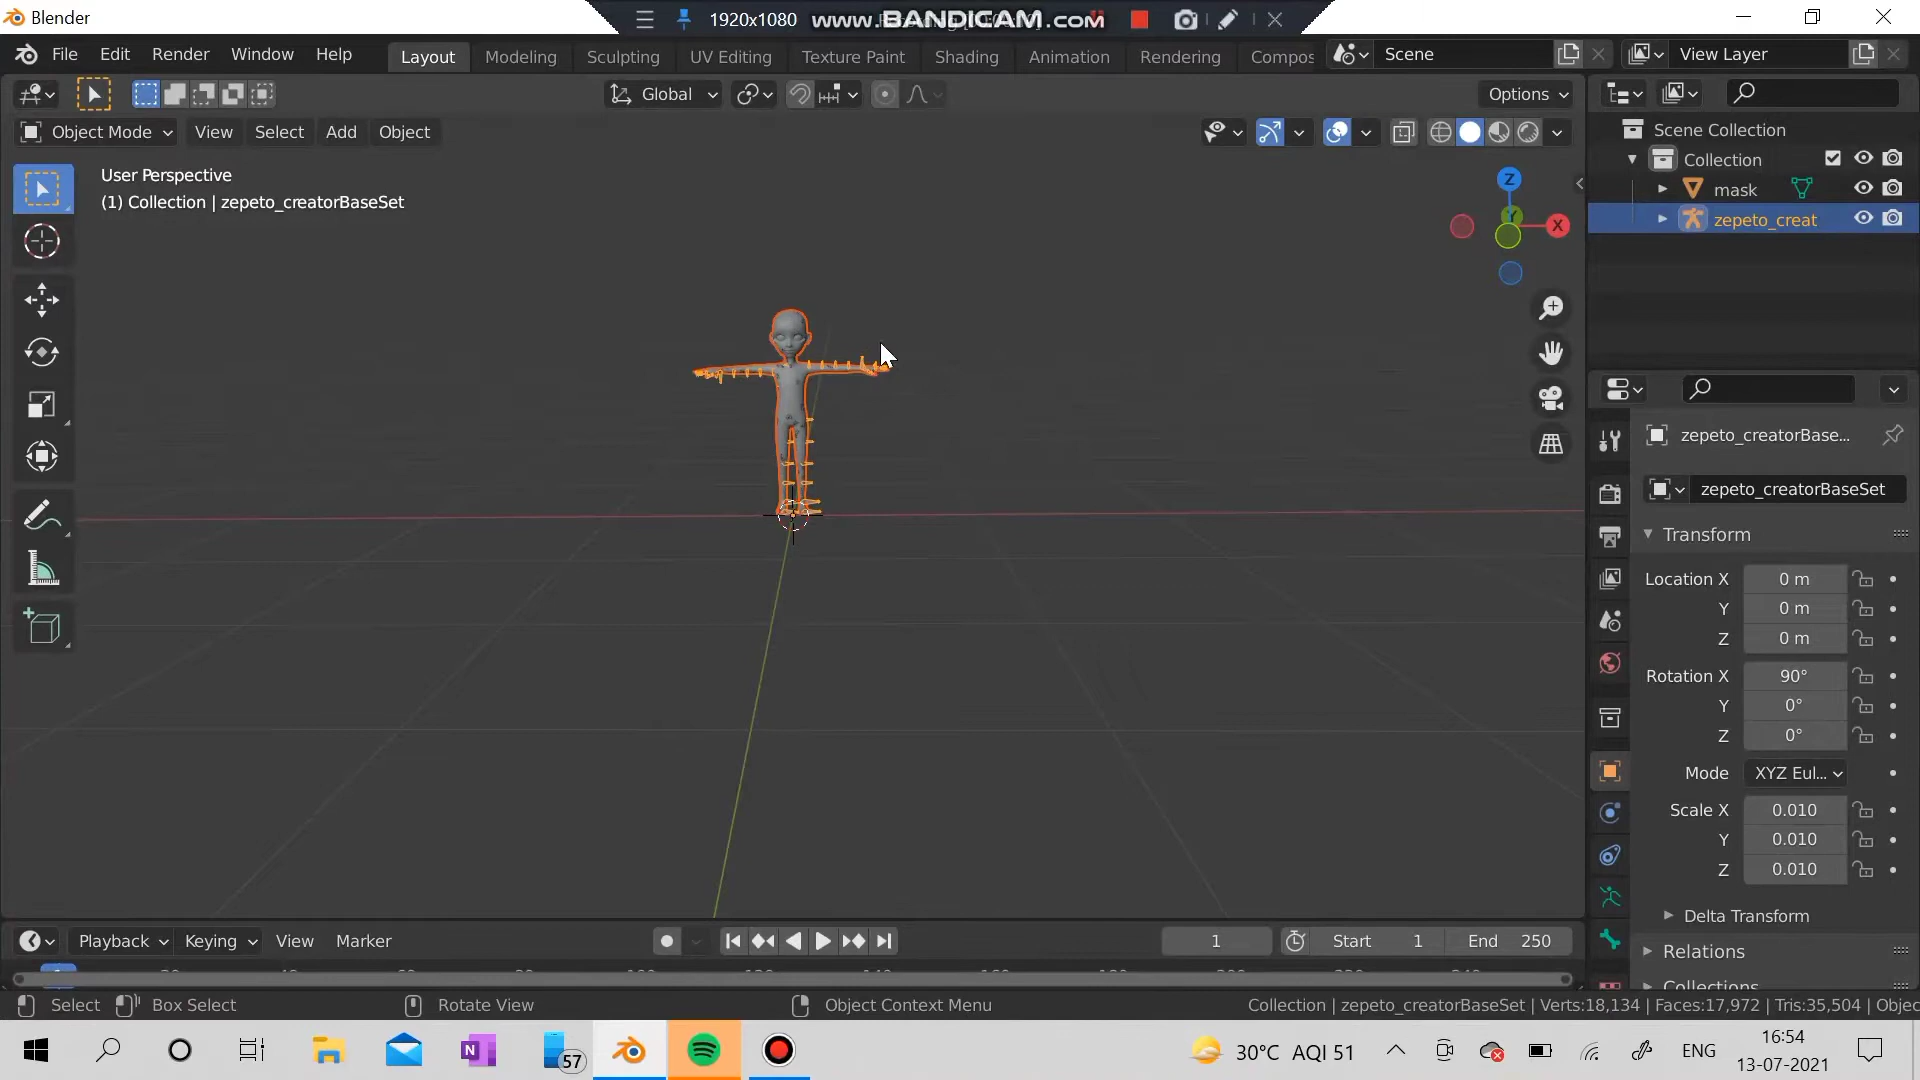 Blender
1920x1080
www.BANDICAM.com
File Edit Render Window Help
Layout Modeling Sculpting UV Editing Texture Paint Shading Animation Rendering Compos
Scene
View Layer
Global
Options
Object Mode View Select Add Object
User Perspective
(1) Collection | zepeto_creatorBaseSet
Z
Y
X
Scene Collection
Collection
mask
zepeto_creat
zepeto_creatorBase...
zepeto_creatorBaseSet
Transform
Location X 0 m
Y 0 m
Z 0 m
Rotation X 90°
Y 0°
Z 0°
Mode XYZ Eul...
Scale X 0.010
Y 0.010
Z 0.010
Delta Transform
Relations
Collections
Playback Keying View Marker
1 Start 1 End 250
Select Box Select Rotate View Object Context Menu
Collection | zepeto_creatorBaseSet | Verts:18,134 | Faces:17,972 | Tris:35,504 | Objec
57
30°C AQI 51
ENG
16:54
13-07-2021